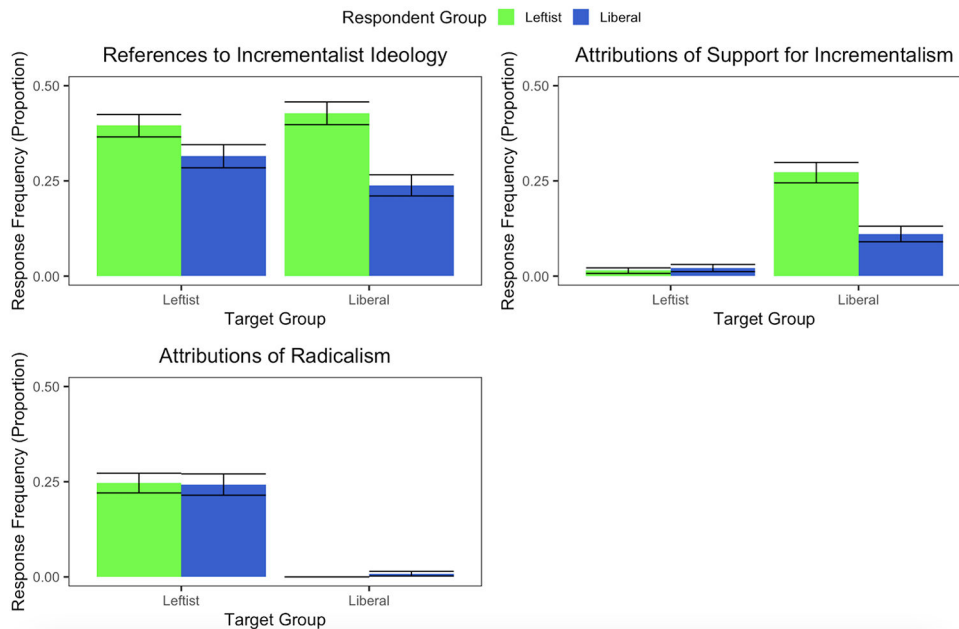 Respondent Group Leftist Liberal
References to Incrementalist Ideology
Response Frequency (Proportion)
0.50
0.25
0.00
Leftist Liberal
Target Group
Attributions of Support for Incrementalism
Response Frequency (Proportion)
0.50
0.25
0.00
Leftist Liberal
Target Group
Attributions of Radicalism
Response Frequency (Proportion)
0.50
0.25
0.00
Leftist Liberal
Target Group